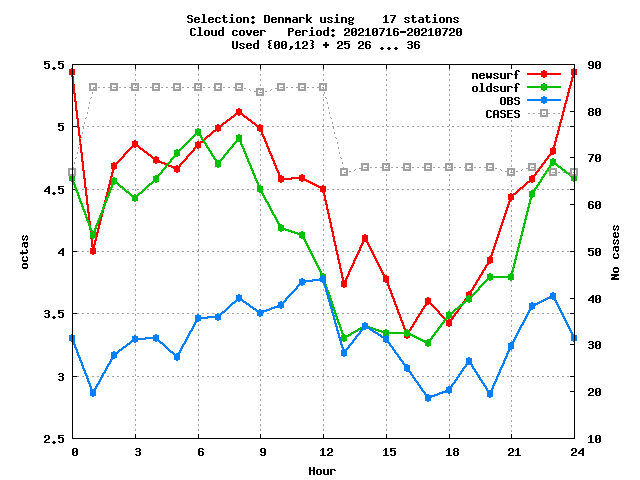 Selection: Denmark using    17 stations
Cloud cover   Period: 20210716-20210720
Used {00,12} + 25 26 ... 36
newsurf
oldsurf
OBS
CASES
5.5
5
4.5
4
3.5
3
2.5
octas
90
80
70
60
50
40
30
20
10
No cases
0 3 6 9 12 15 18 21 24
Hour